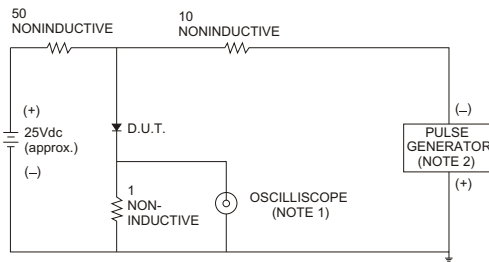 50
NONINDUCTIVE
10
NONINDUCTIVE
(+)
25Vdc
(approx.)
(–)
D.U.T.
1
NON-
INDUCTIVE
OSCILLISCOPE
(NOTE 1)
(–)
PULSE
GENERATOR
(NOTE 2)
(+)